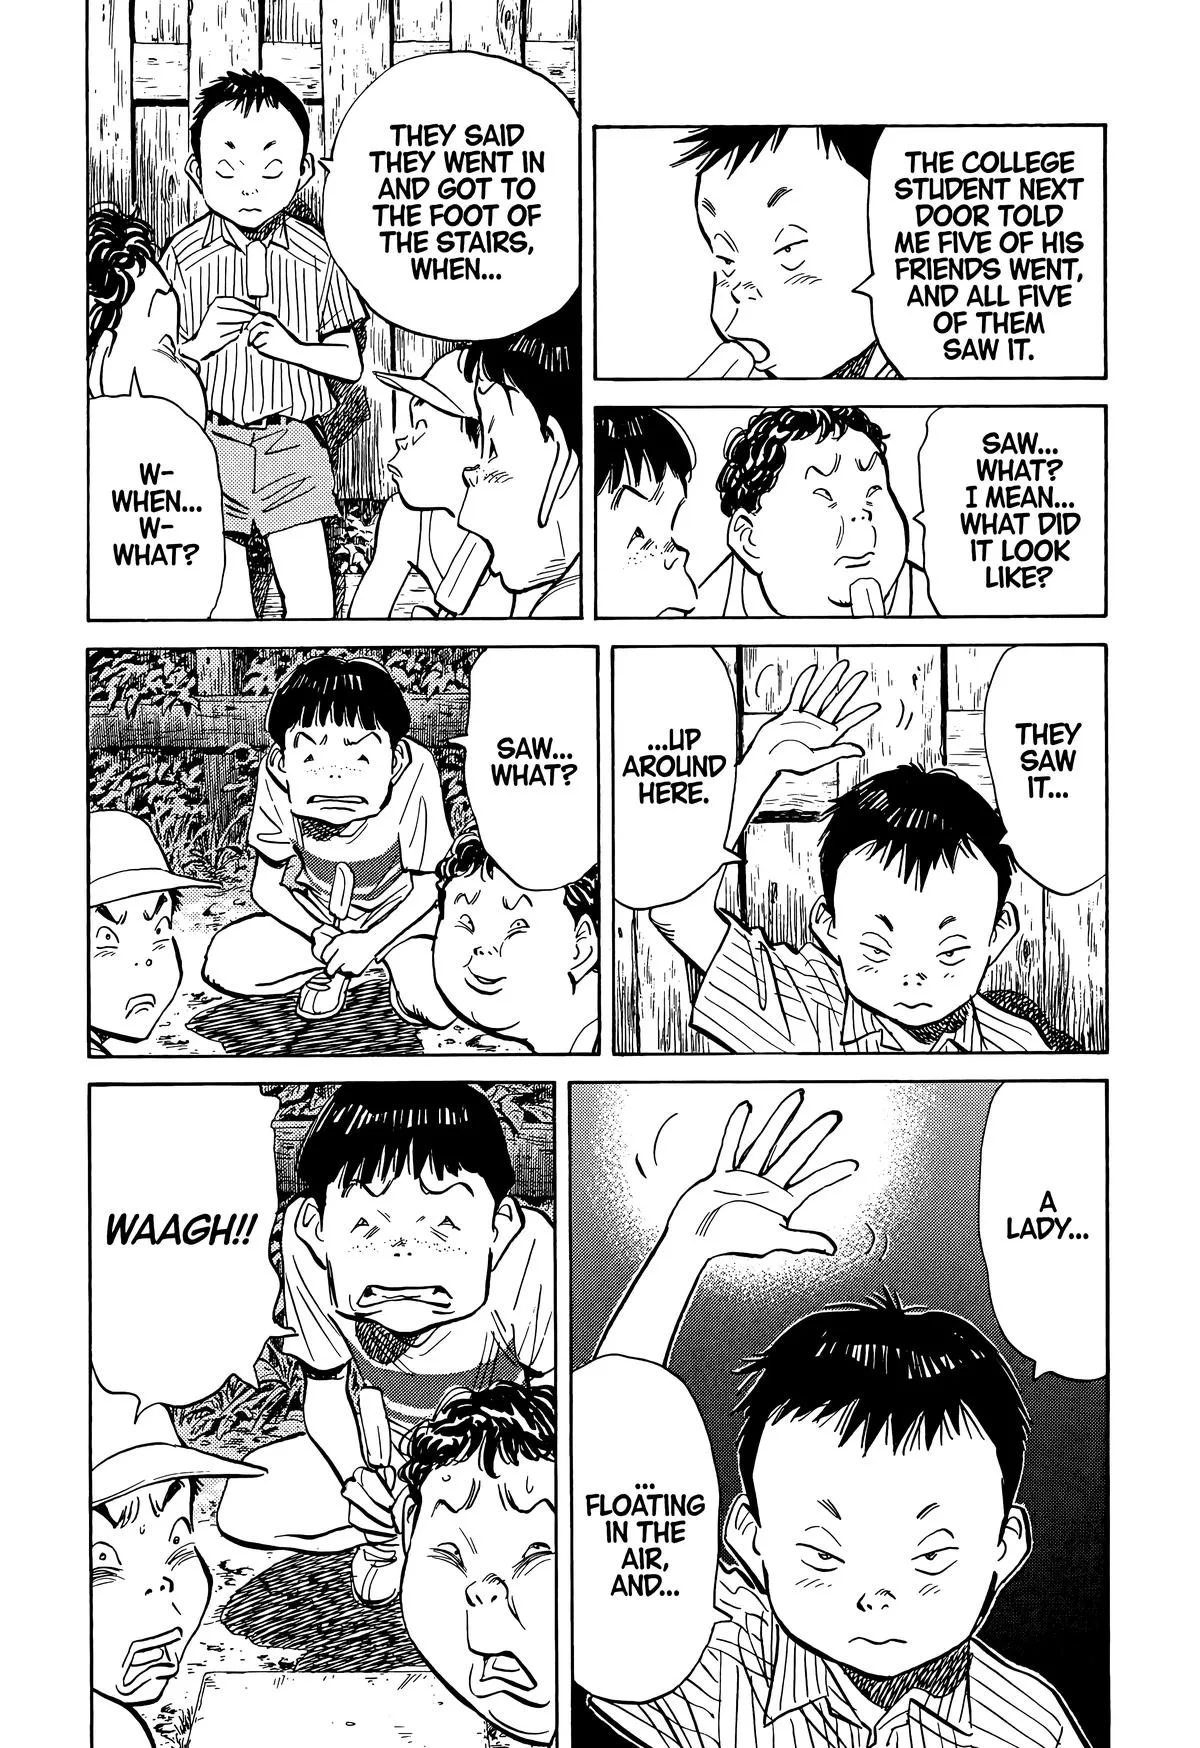 THE COLLEGE
STUDENT NEXT
DOOR TOLD
ME FIVE OF HIS
FRIENDS WENT,
AND ALL FIVE
OF THEM
SAW IT.
SAW...
WHAT?
I MEAN...
WHAT DID
IT LOOK
LIKE?
THEY SAID
THEY WENT IN
AND GOT TO
THE FOOT OF
THE STAIRS,
WHEN...
W-
WHEN...
W-
WHAT?
THEY
SAW
IT...
...UP
AROUND
HERE.
SAW...
WHAT?
A
LADY...
...
FLOATING
IN THE
AIR,
AND...
WAAGH!!